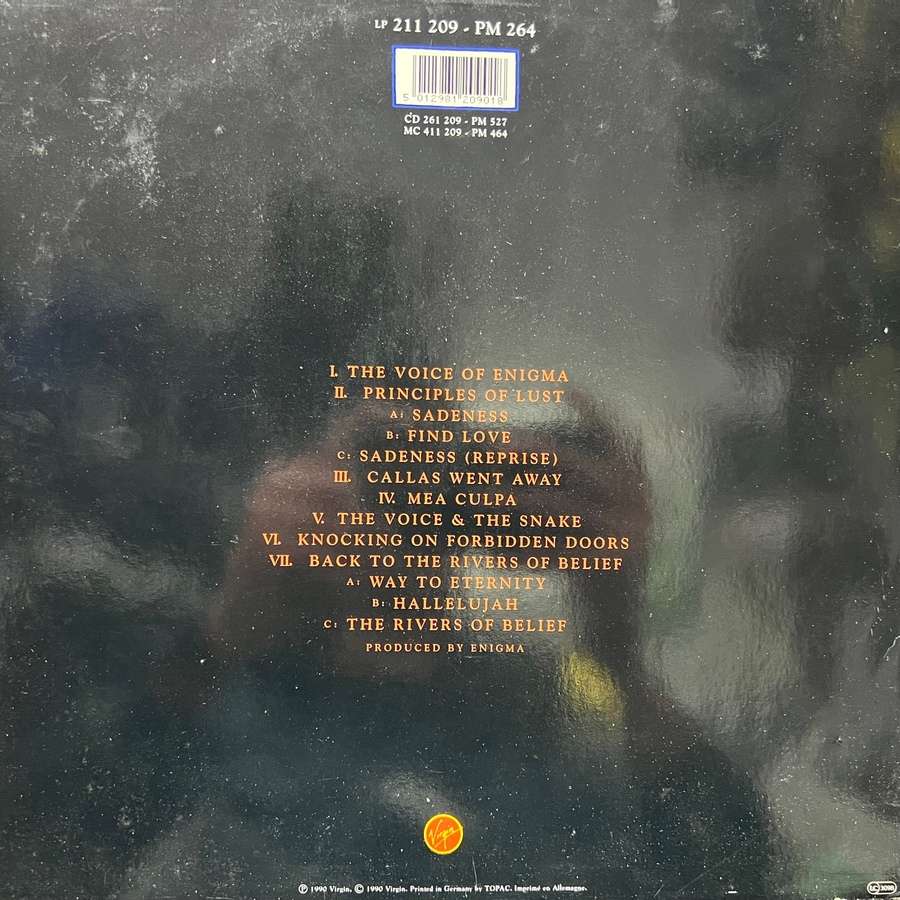 LP 211 209 - PM 264
5 012981 209018
CD 261 209 - PM 527
MC 411 209 - PM 464
I. THE VOICE OF ENIGMA
II. PRINCIPLES OF LUST
A: SADENESS
B: FIND LOVE
C: SADENESS (REPRISE)
III. CALLAS WENT AWAY
IV. MEA CULPA
V. THE VOICE & THE SNAKE
VI. KNOCKING ON FORBIDDEN DOORS
VII. BACK TO THE RIVERS OF BELIEF
A: WAY TO ETERNITY
B: HALLELUJAH
C: THE RIVERS OF BELIEF
PRODUCED BY ENIGMA
Virgin
℗ 1990 Virgin. © 1990 Virgin. Printed in Germany by TOPAC. Imprimé en Allemagne.
LC 3098